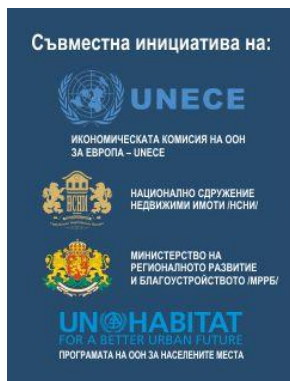 Съвместна инициатива на:
UNECE
ИКОНОМИЧЕСКАТА КОМИСИЯ НА ООН
ЗА ЕВРОПА – UNECE
НСНИ
НАЦИОНАЛНО СДРУЖЕНИЕ
НЕДВИЖИМИ ИМОТИ /НСНИ/
МИНИСТЕРСТВО НА
РЕГИОНАЛНОТО РАЗВИТИЕ
И БЛАГОУСТРОЙСТВОТО /МРРБ/
UN HABITAT
FOR A BETTER URBAN FUTURE
ПРОГРАМАТА НА ООН ЗА НАСЕЛЕНИТЕ МЕСТА